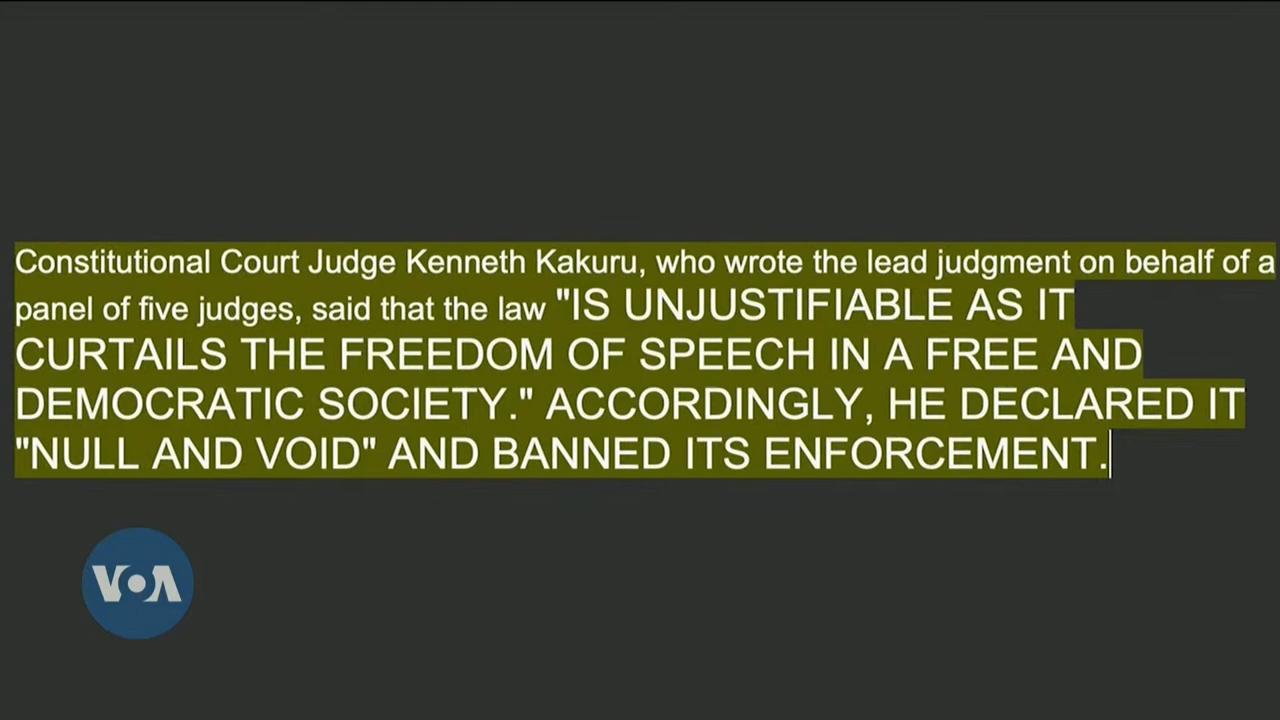 Constitutional Court Judge Kenneth Kakuru, who wrote the lead judgment on behalf of a
panel of five judges, said that the law "IS UNJUSTIFIABLE AS IT
CURTAILS THE FREEDOM OF SPEECH IN A FREE AND
DEMOCRATIC SOCIETY." ACCORDINGLY, HE DECLARED IT
"NULL AND VOID" AND BANNED ITS ENFORCEMENT.
VOA